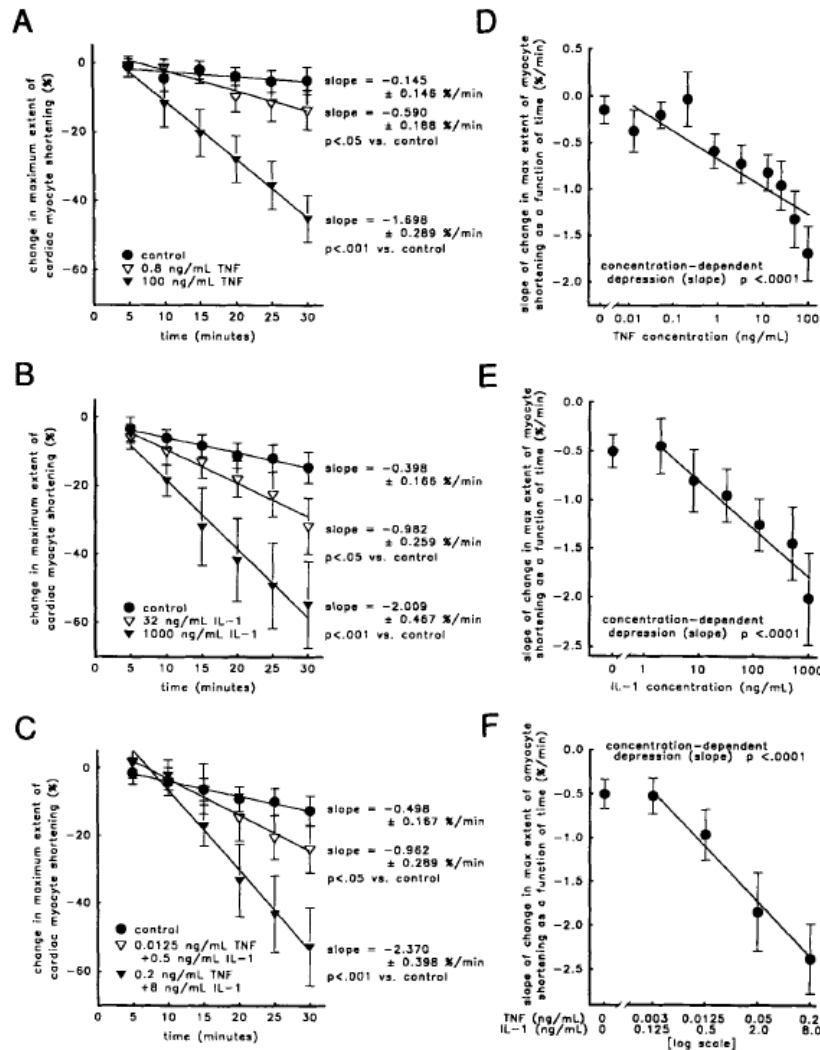 A
change in maximum extent of
cardiac myocyte shortening (%)
0
-20
-40
-60
slope = -0.145
± 0.146 %/min
slope = -0.590
± 0.188 %/min
p<.05 vs. control
slope = -1.698
± 0.289 %/min
p<.001 vs. control
control
0.8 ng/mL TNF
100 ng/mL TNF
0 5 10 15 20 25 30
time (minutes)
D
slope of change in max extent of myocyte
shortening as a function of time (%/min)
0.5
0.0
-0.5
-1.0
-1.5
-2.0
concentration-dependent
depression (slope) p <.0001
0 0.01 0.1 1 10 100
TNF concentration (ng/mL)
B
change in maximum extent of
cardiac myocyte shortening (%)
0
-20
-40
-60
slope = -0.398
± 0.166 %/min
slope = -0.982
± 0.259 %/min
p<.05 vs. control
slope = -2.009
± 0.467 %/min
p<.001 vs. control
control
32 ng/mL IL-1
1000 ng/mL IL-1
0 5 10 15 20 25 30
time (minutes)
E
slope of change in max extent of myocyte
shortening as a function of time (%/min)
0.0
-0.5
-1.0
-1.5
-2.0
-2.5
concentration-dependent
depression (slope) p <.0001
0 1 10 100 1000
IL-1 concentration (ng/mL)
C
change in maximum extent of
cardiac myocyte shortening (%)
0
-20
-40
-60
slope = -0.498
± 0.167 %/min
slope = -0.962
± 0.289 %/min
p<.05 vs. control
slope = -2.370
± 0.398 %/min
p<.001 vs. control
control
0.0125 ng/mL TNF
+0.5 ng/mL IL-1
0.2 ng/mL TNF
+8 ng/mL IL-1
0 5 10 15 20 25 30
time (minutes)
F
slope of change in max extent of omyocyte
shortening as a function of time (%/min)
0.0
-0.5
-1.0
-1.5
-2.0
-2.5
concentration-dependent
depression (slope) p <.0001
TNF (ng/mL) 0 0.003 0.0125 0.05 0.2
IL-1 (ng/mL) 0 0.125 0.5 2.0 8.0
[log scale]